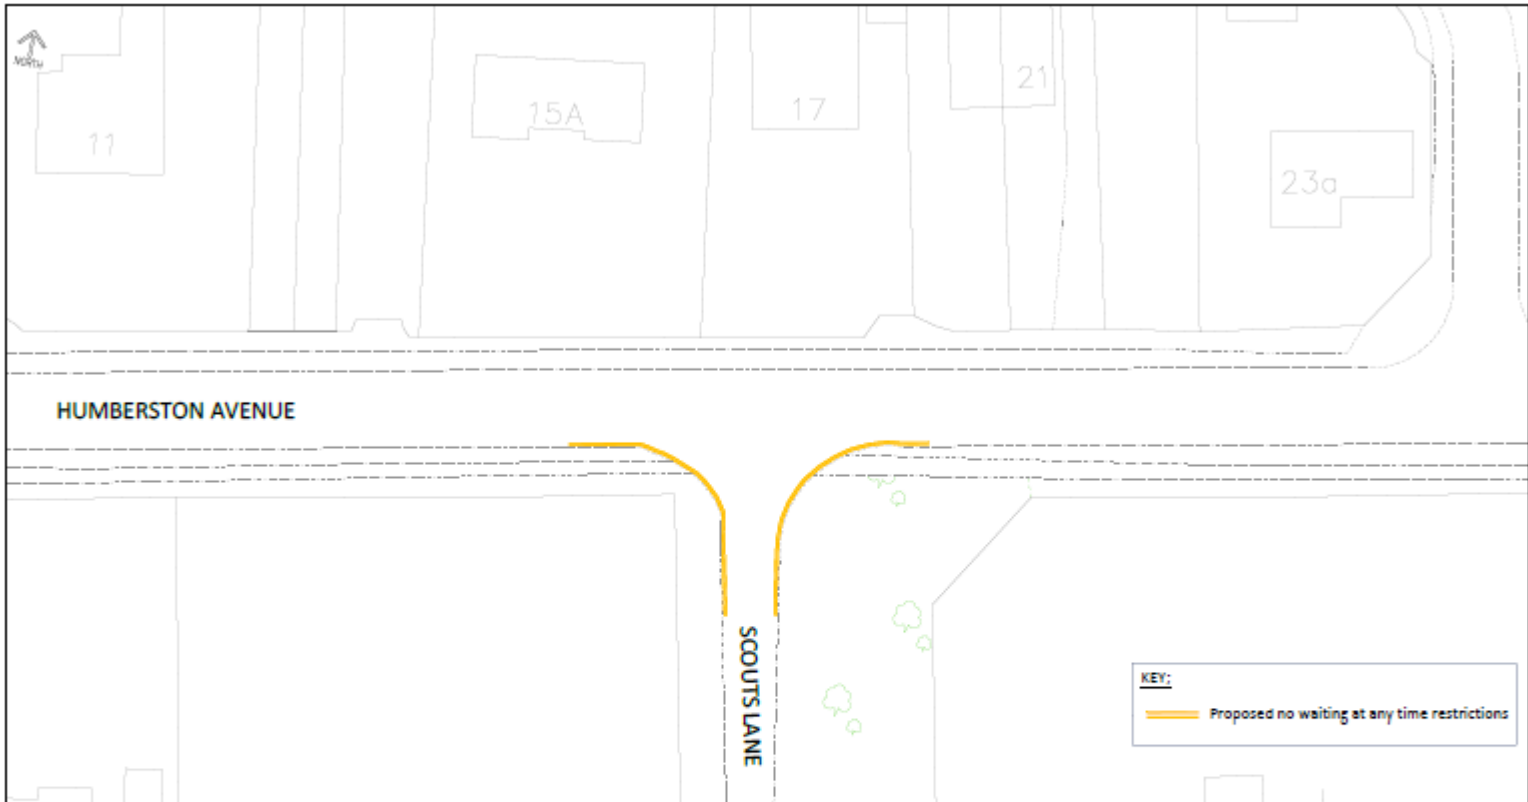 NORTH
11
15A
17
21
23a
HUMBERSTON AVENUE
SCOUTS LANE
KEY;
Proposed no waiting at any time restrictions